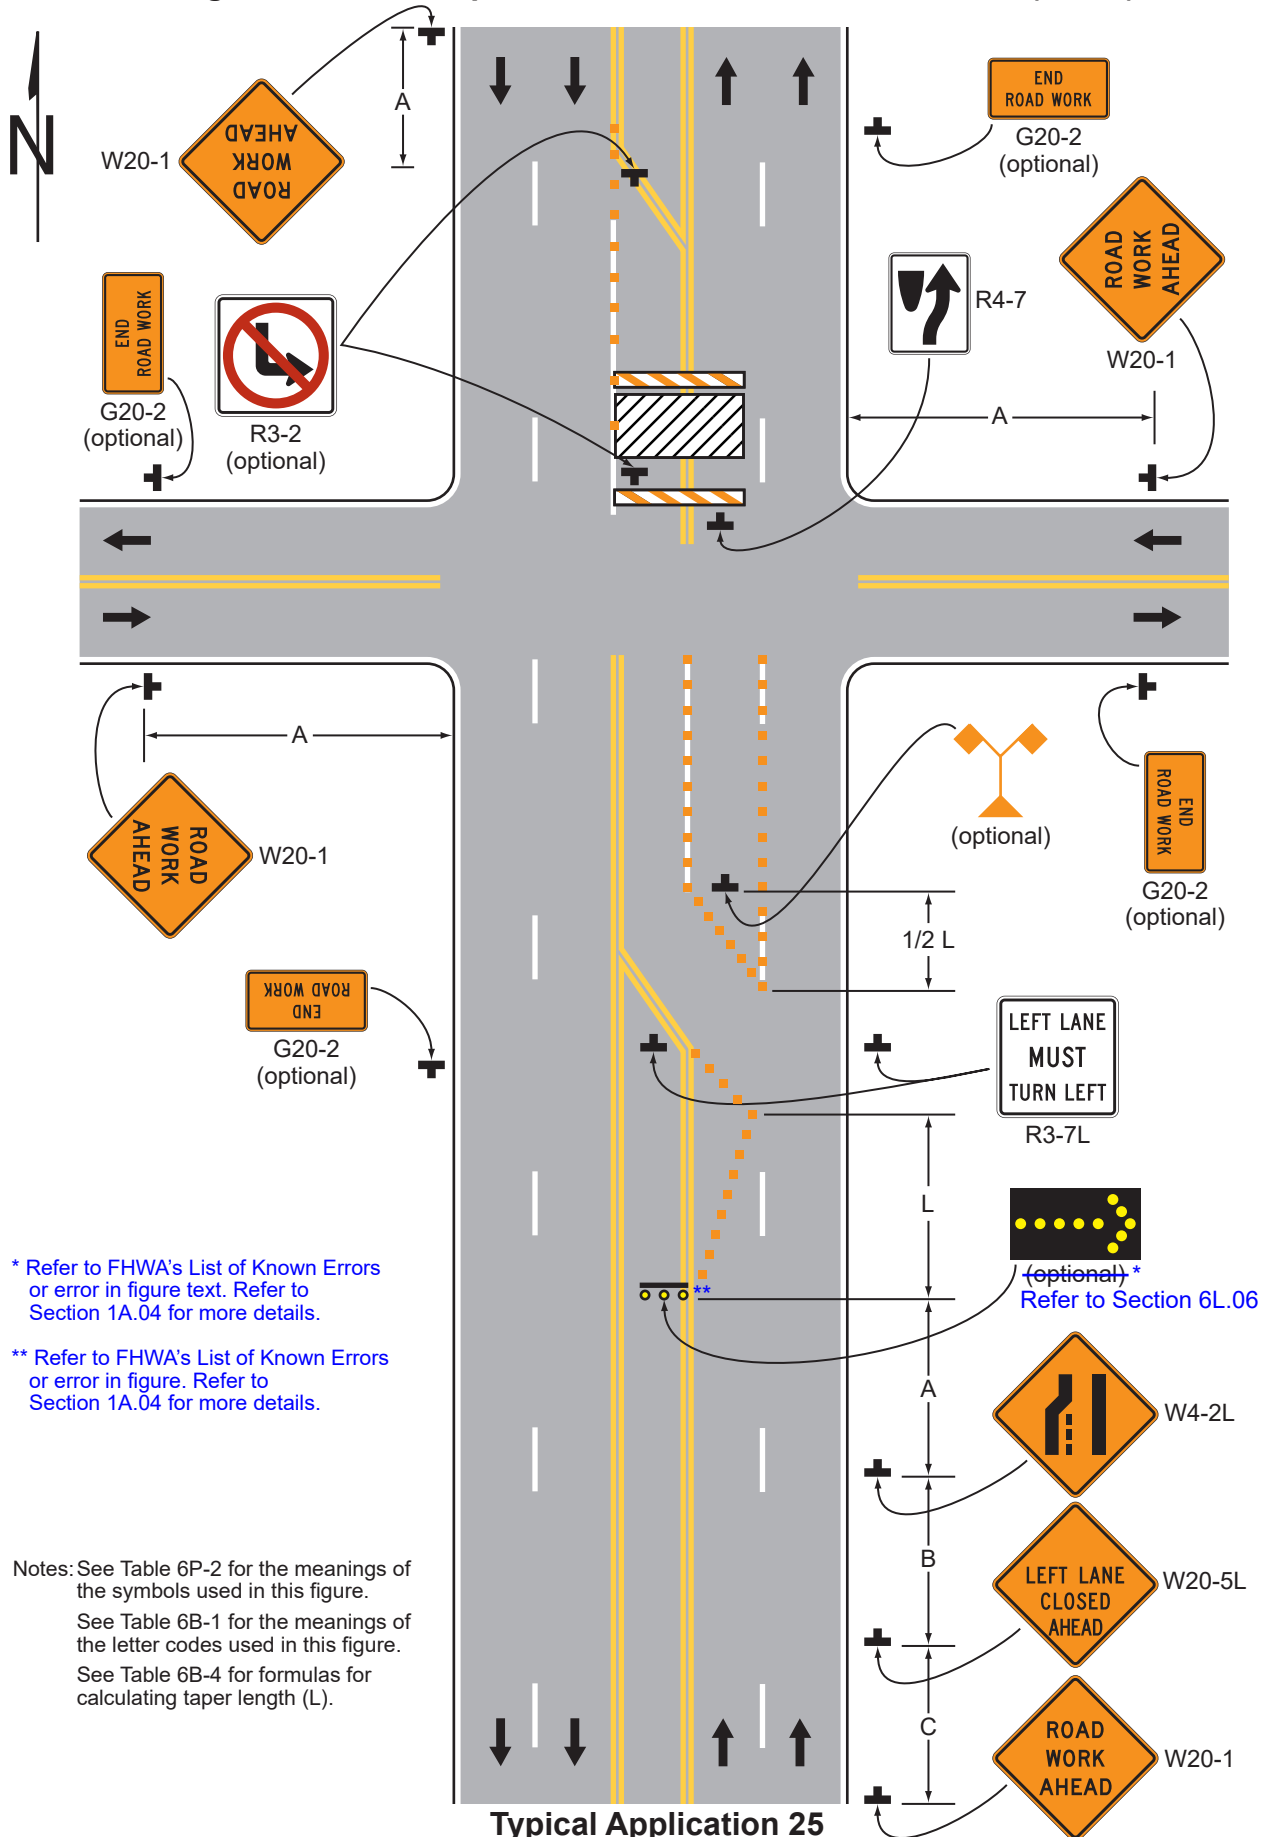 A
N
ROAD
WORK
AHEAD
W20-1
END
ROAD WORK
G20-2
(optional)
ROAD
WORK
AHEAD
W20-1
R4-7
END
ROAD WORK
G20-2
(optional)
R3-2
(optional)
A
A
ROAD
WORK
AHEAD
W20-1
(optional)
END
ROAD WORK
G20-2
(optional)
1/2 L
END
ROAD WORK
G20-2
(optional)
LEFT LANE
MUST
TURN LEFT
R3-7L
L
(optional) *
Refer to Section 6L.06
**
* Refer to FHWA's List of Known Errors
or error in figure text. Refer to
Section 1A.04 for more details.
** Refer to FHWA's List of Known Errors
or error in figure. Refer to
Section 1A.04 for more details.
A
W4-2L
B
LEFT LANE
CLOSED
AHEAD
W20-5L
C
ROAD
WORK
AHEAD
W20-1
Notes: See Table 6P-2 for the meanings of
the symbols used in this figure.
See Table 6B-1 for the meanings of
the letter codes used in this figure.
See Table 6B-4 for formulas for
calculating taper length (L).
Typical Application 25